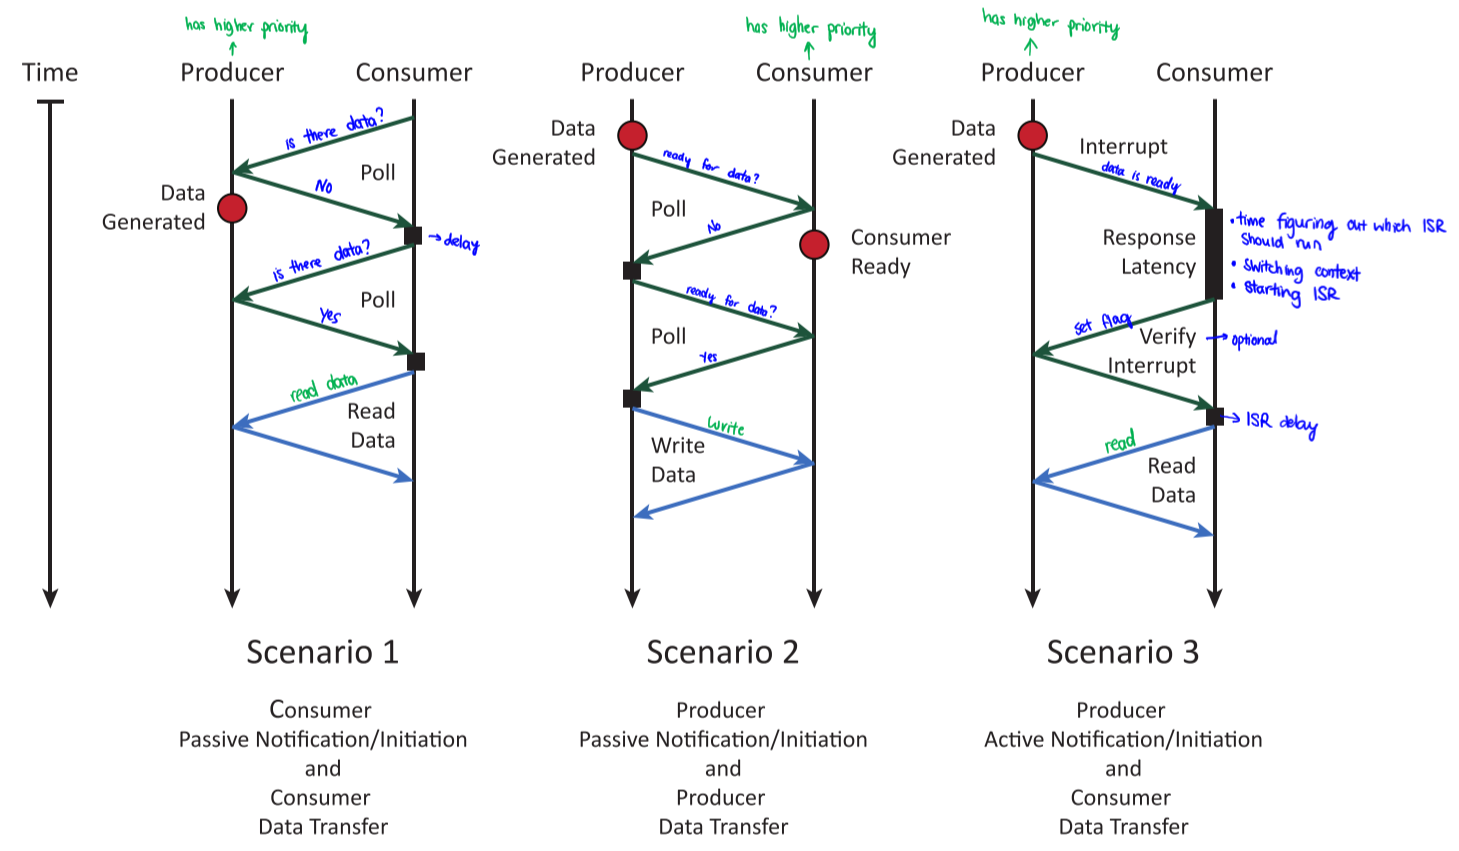 has higher priority
has higher priority
has higher priority
Time
Producer
Consumer
Producer
Consumer
Producer
Consumer
is there data?
Poll
No
Data
Generated
→ delay
is there data?
Poll
Yes
read data
Read
Data
Data
Generated
ready for data?
Poll
No
Consumer
Ready
ready for data?
Poll
Yes
Write
Write
Data
Data
Generated
Interrupt
data is ready
Response
Latency
• time figuring out which ISR
should run
• Switching context
• Starting ISR
set flag
Verify
Interrupt
→ optional
→ ISR delay
read
Read
Data
Scenario 1
Consumer
Passive Notification/Initiation
and
Consumer
Data Transfer
Scenario 2
Producer
Passive Notification/Initiation
and
Producer
Data Transfer
Scenario 3
Producer
Active Notification/Initiation
and
Consumer
Data Transfer